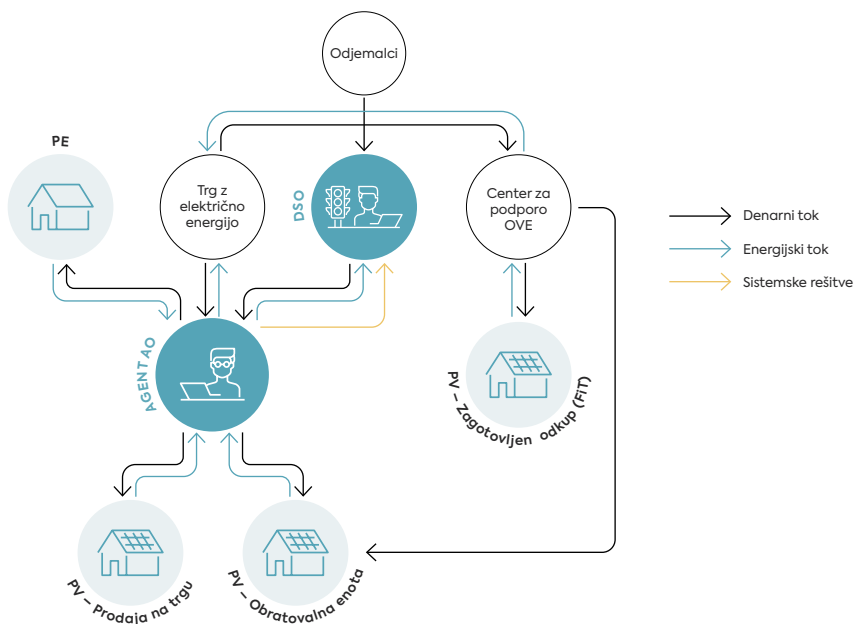 Odjemalci
PE
Trg z
električno
energijo
DSO
Center za
podporo
OVE
Denarni tok
Energijski tok
Sistemske rešitve
AGENT AO
PV – Zagotovljen odkup (FiT)
PV – Prodaja na trgu
PV – Obratovalna enota